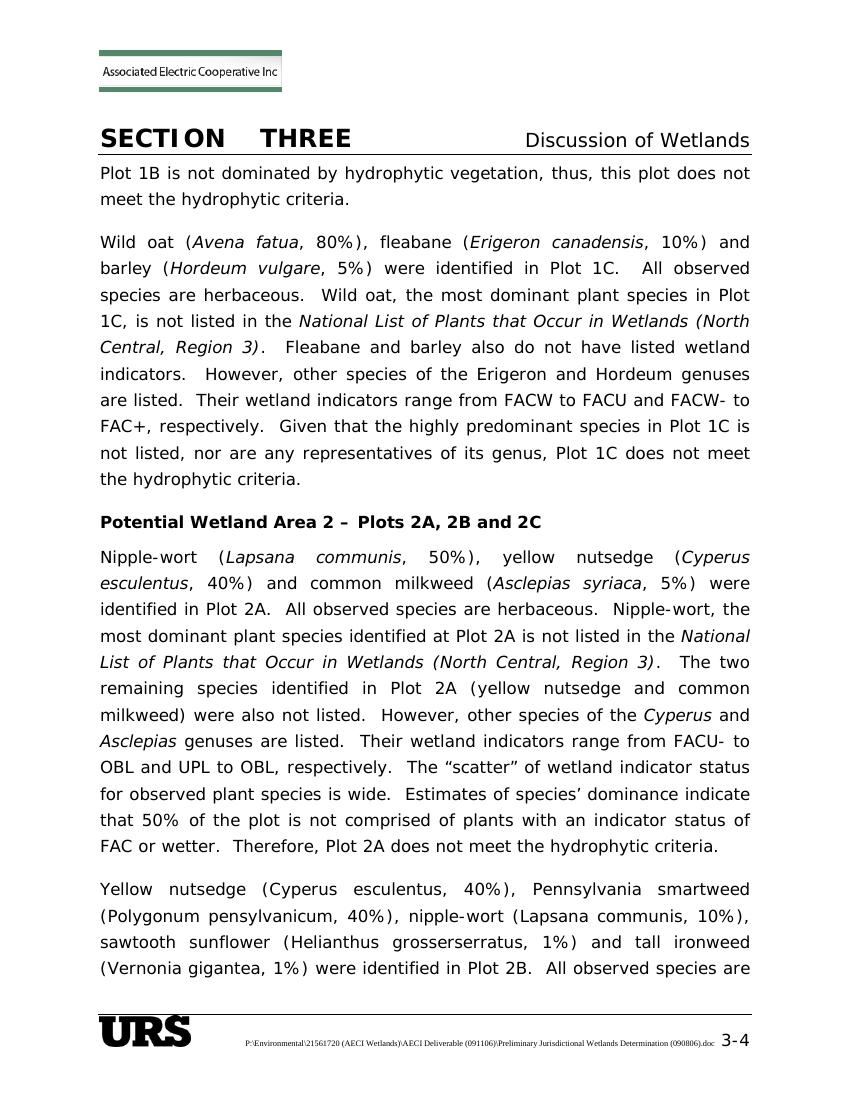 Associated Electric Cooperative Inc
SECTION THREE Discussion of Wetlands
Plot 1B is not dominated by hydrophytic vegetation, thus, this plot does not
meet the hydrophytic criteria.
Wild oat (Avena fatua, 80%), fleabane (Erigeron canadensis, 10%) and
barley (Hordeum vulgare, 5%) were identified in Plot 1C. All observed
species are herbaceous. Wild oat, the most dominant plant species in Plot
1C, is not listed in the National List of Plants that Occur in Wetlands (North
Central, Region 3). Fleabane and barley also do not have listed wetland
indicators. However, other species of the Erigeron and Hordeum genuses
are listed. Their wetland indicators range from FACW to FACU and FACW- to
FAC+, respectively. Given that the highly predominant species in Plot 1C is
not listed, nor are any representatives of its genus, Plot 1C does not meet
the hydrophytic criteria.
Potential Wetland Area 2 – Plots 2A, 2B and 2C
Nipple-wort (Lapsana communis, 50%), yellow nutsedge (Cyperus
esculentus, 40%) and common milkweed (Asclepias syriaca, 5%) were
identified in Plot 2A. All observed species are herbaceous. Nipple-wort, the
most dominant plant species identified at Plot 2A is not listed in the National
List of Plants that Occur in Wetlands (North Central, Region 3). The two
remaining species identified in Plot 2A (yellow nutsedge and common
milkweed) were also not listed. However, other species of the Cyperus and
Asclepias genuses are listed. Their wetland indicators range from FACU- to
OBL and UPL to OBL, respectively. The “scatter” of wetland indicator status
for observed plant species is wide. Estimates of species’ dominance indicate
that 50% of the plot is not comprised of plants with an indicator status of
FAC or wetter. Therefore, Plot 2A does not meet the hydrophytic criteria.
Yellow nutsedge (Cyperus esculentus, 40%), Pennsylvania smartweed
(Polygonum pensylvanicum, 40%), nipple-wort (Lapsana communis, 10%),
sawtooth sunflower (Helianthus grosserserratus, 1%) and tall ironweed
(Vernonia gigantea, 1%) were identified in Plot 2B. All observed species are
URS P:\Environmental\21561720 (AECI Wetlands)\AECI Deliverable (091106)\Preliminary Jurisdictional Wetlands Determination (090806).doc 3-4